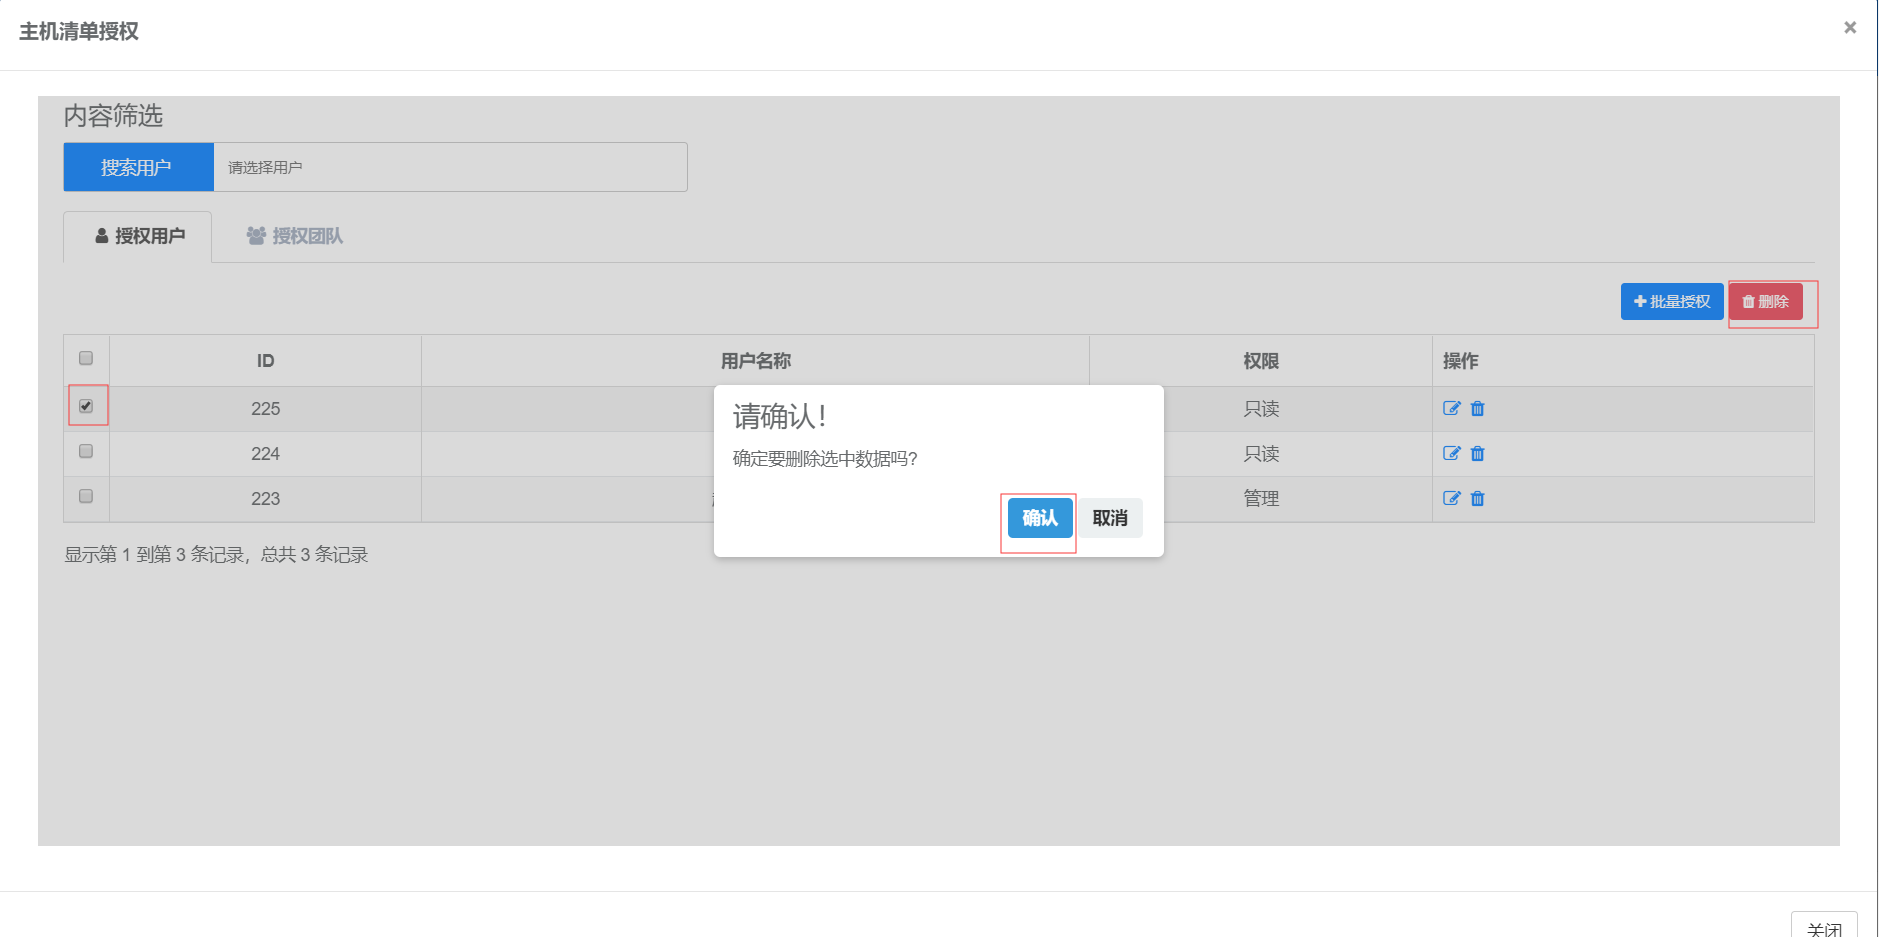 主机清单授权
×
内容筛选
搜索用户 请选择用户
授权用户 授权团队
批量授权 删除
ID 用户名称 权限 操作
225 只读
224 只读
223 管理
请确认!
确定要删除选中数据吗?
确认 取消
显示第 1 到第 3 条记录，总共 3 条记录
关闭